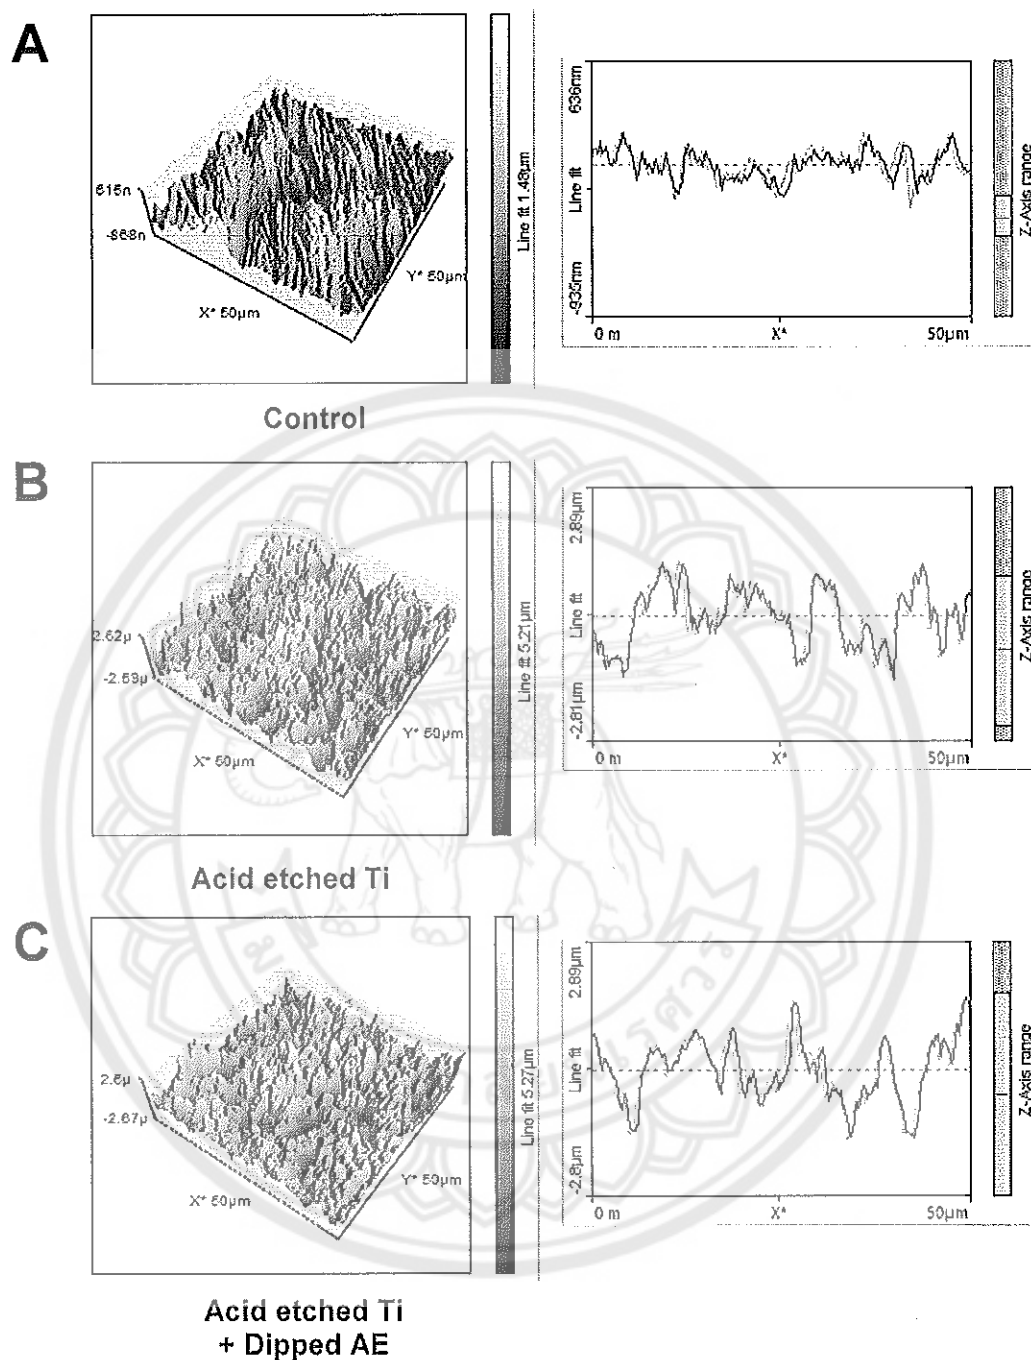 A
615n
-868n
X* 50µm
Y* 50µm
Line fit 1.48µm
636nm
Line fit
-935nm
0 m
X*
50µm
Z-Axis range
Control
B
2.62µ
-2.59µ
X* 50µm
Y* 50µm
Line fit 5.21µm
2.89µm
Line fit
-2.81µm
0 m
X*
50µm
Z-Axis range
Acid etched Ti
C
2.6µ
-2.67µ
X* 50µm
Y* 50µm
Line fit 5.27µm
2.89µm
Line fit
-2.8µm
0 m
X*
50µm
Z-Axis range
Acid etched Ti
+ Dipped AE